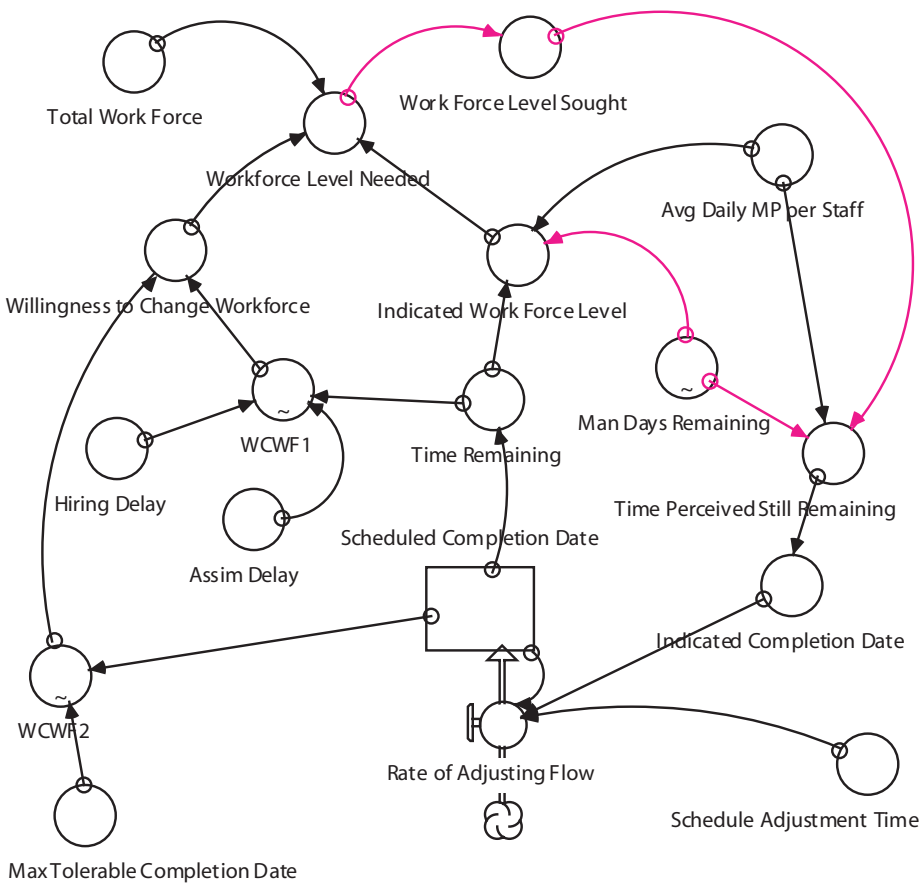 Work Force Level Sought
Total Work Force
Workforce Level Needed
Avg Daily MP per Staff
Willingness to Change Workforce
Indicated Work Force Level
~
Man Days Remaining
~
WCWF1
Time Remaining
Hiring Delay
Time Perceived Still Remaining
Scheduled Completion Date
Assim Delay
Indicated Completion Date
~
WCWF2
Rate of Adjusting Flow
Schedule Adjustment Time
Max Tolerable Completion Date